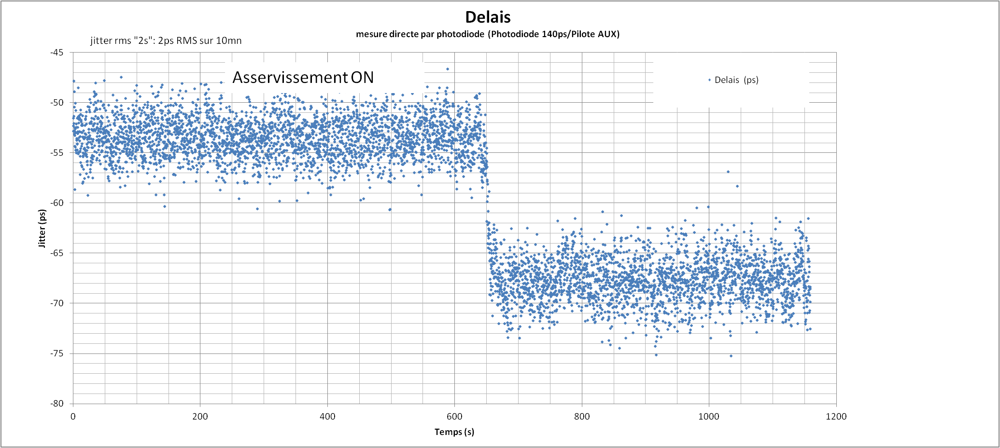 Delais
mesure directe par photodiode (Photodiode 140ps/Pilote AUX)
jitter rms "2s": 2ps RMS sur 10mn
Asservissement ON
Delais (ps)
Jitter (ps)
-45
-50
-55
-60
-65
-70
-75
-80
0 200 400 600 800 1000 1200
Temps (s)